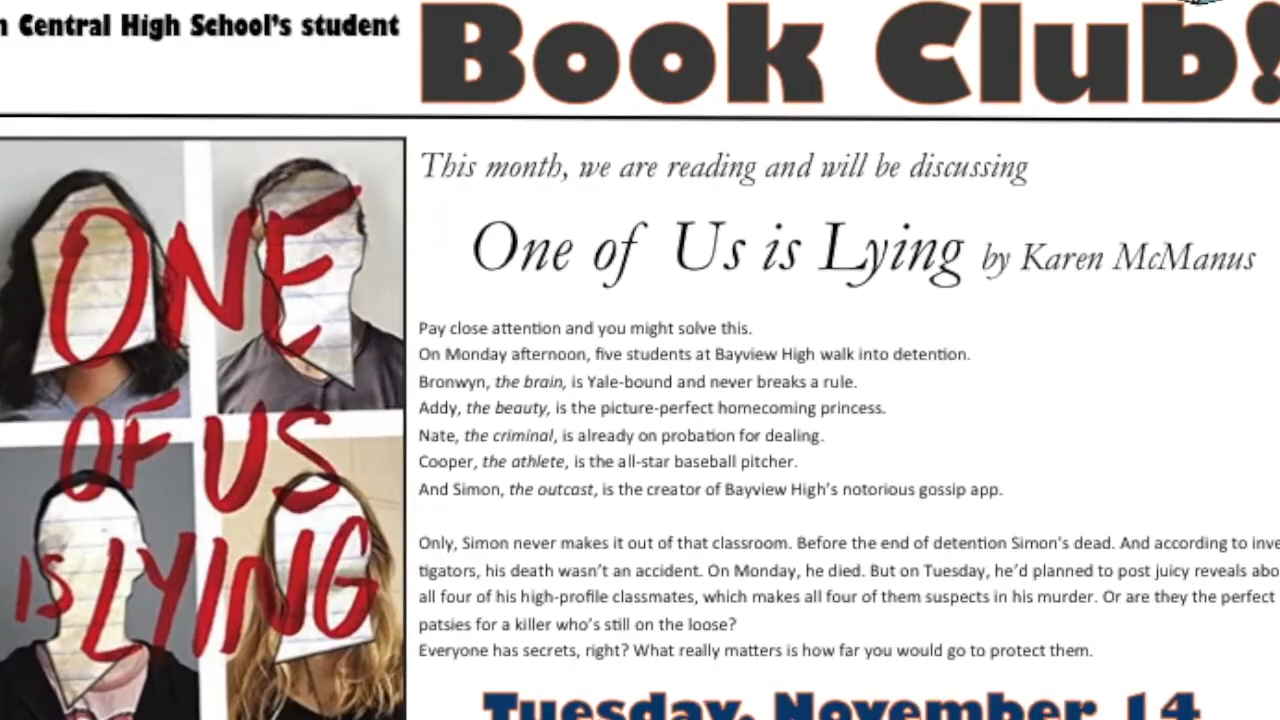 Central High School's student
Book Club!
ONE
OF US
IS LYING
This month, we are reading and will be discussing
One of Us is Lying by Karen McManus
Pay close attention and you might solve this.
On Monday afternoon, five students at Bayview High walk into detention.
Bronwyn, the brain, is Yale-bound and never breaks a rule.
Addy, the beauty, is the picture-perfect homecoming princess.
Nate, the criminal, is already on probation for dealing.
Cooper, the athlete, is the all-star baseball pitcher.
And Simon, the outcast, is the creator of Bayview High's notorious gossip app.
Only, Simon never makes it out of that classroom. Before the end of detention Simon's dead. And according to inve
tigators, his death wasn't an accident. On Monday, he died. But on Tuesday, he'd planned to post juicy reveals abo
all four of his high-profile classmates, which makes all four of them suspects in his murder. Or are they the perfect
patsies for a killer who's still on the loose?
Everyone has secrets, right? What really matters is how far you would go to protect them.
Tuesday, November 14